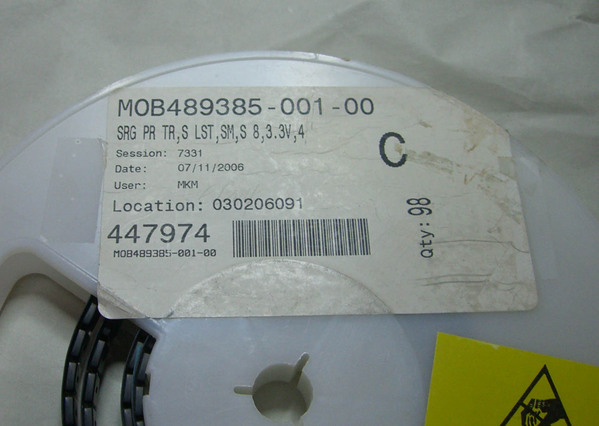 MOB489385-001-00
SRG PR TR,S LST,SM,S 8,3.3V,4
Session: 7331
Date: 07/11/2006
User: MKM
C
Location: 030206091
447974
MOB489385-001-00
Qty: 98